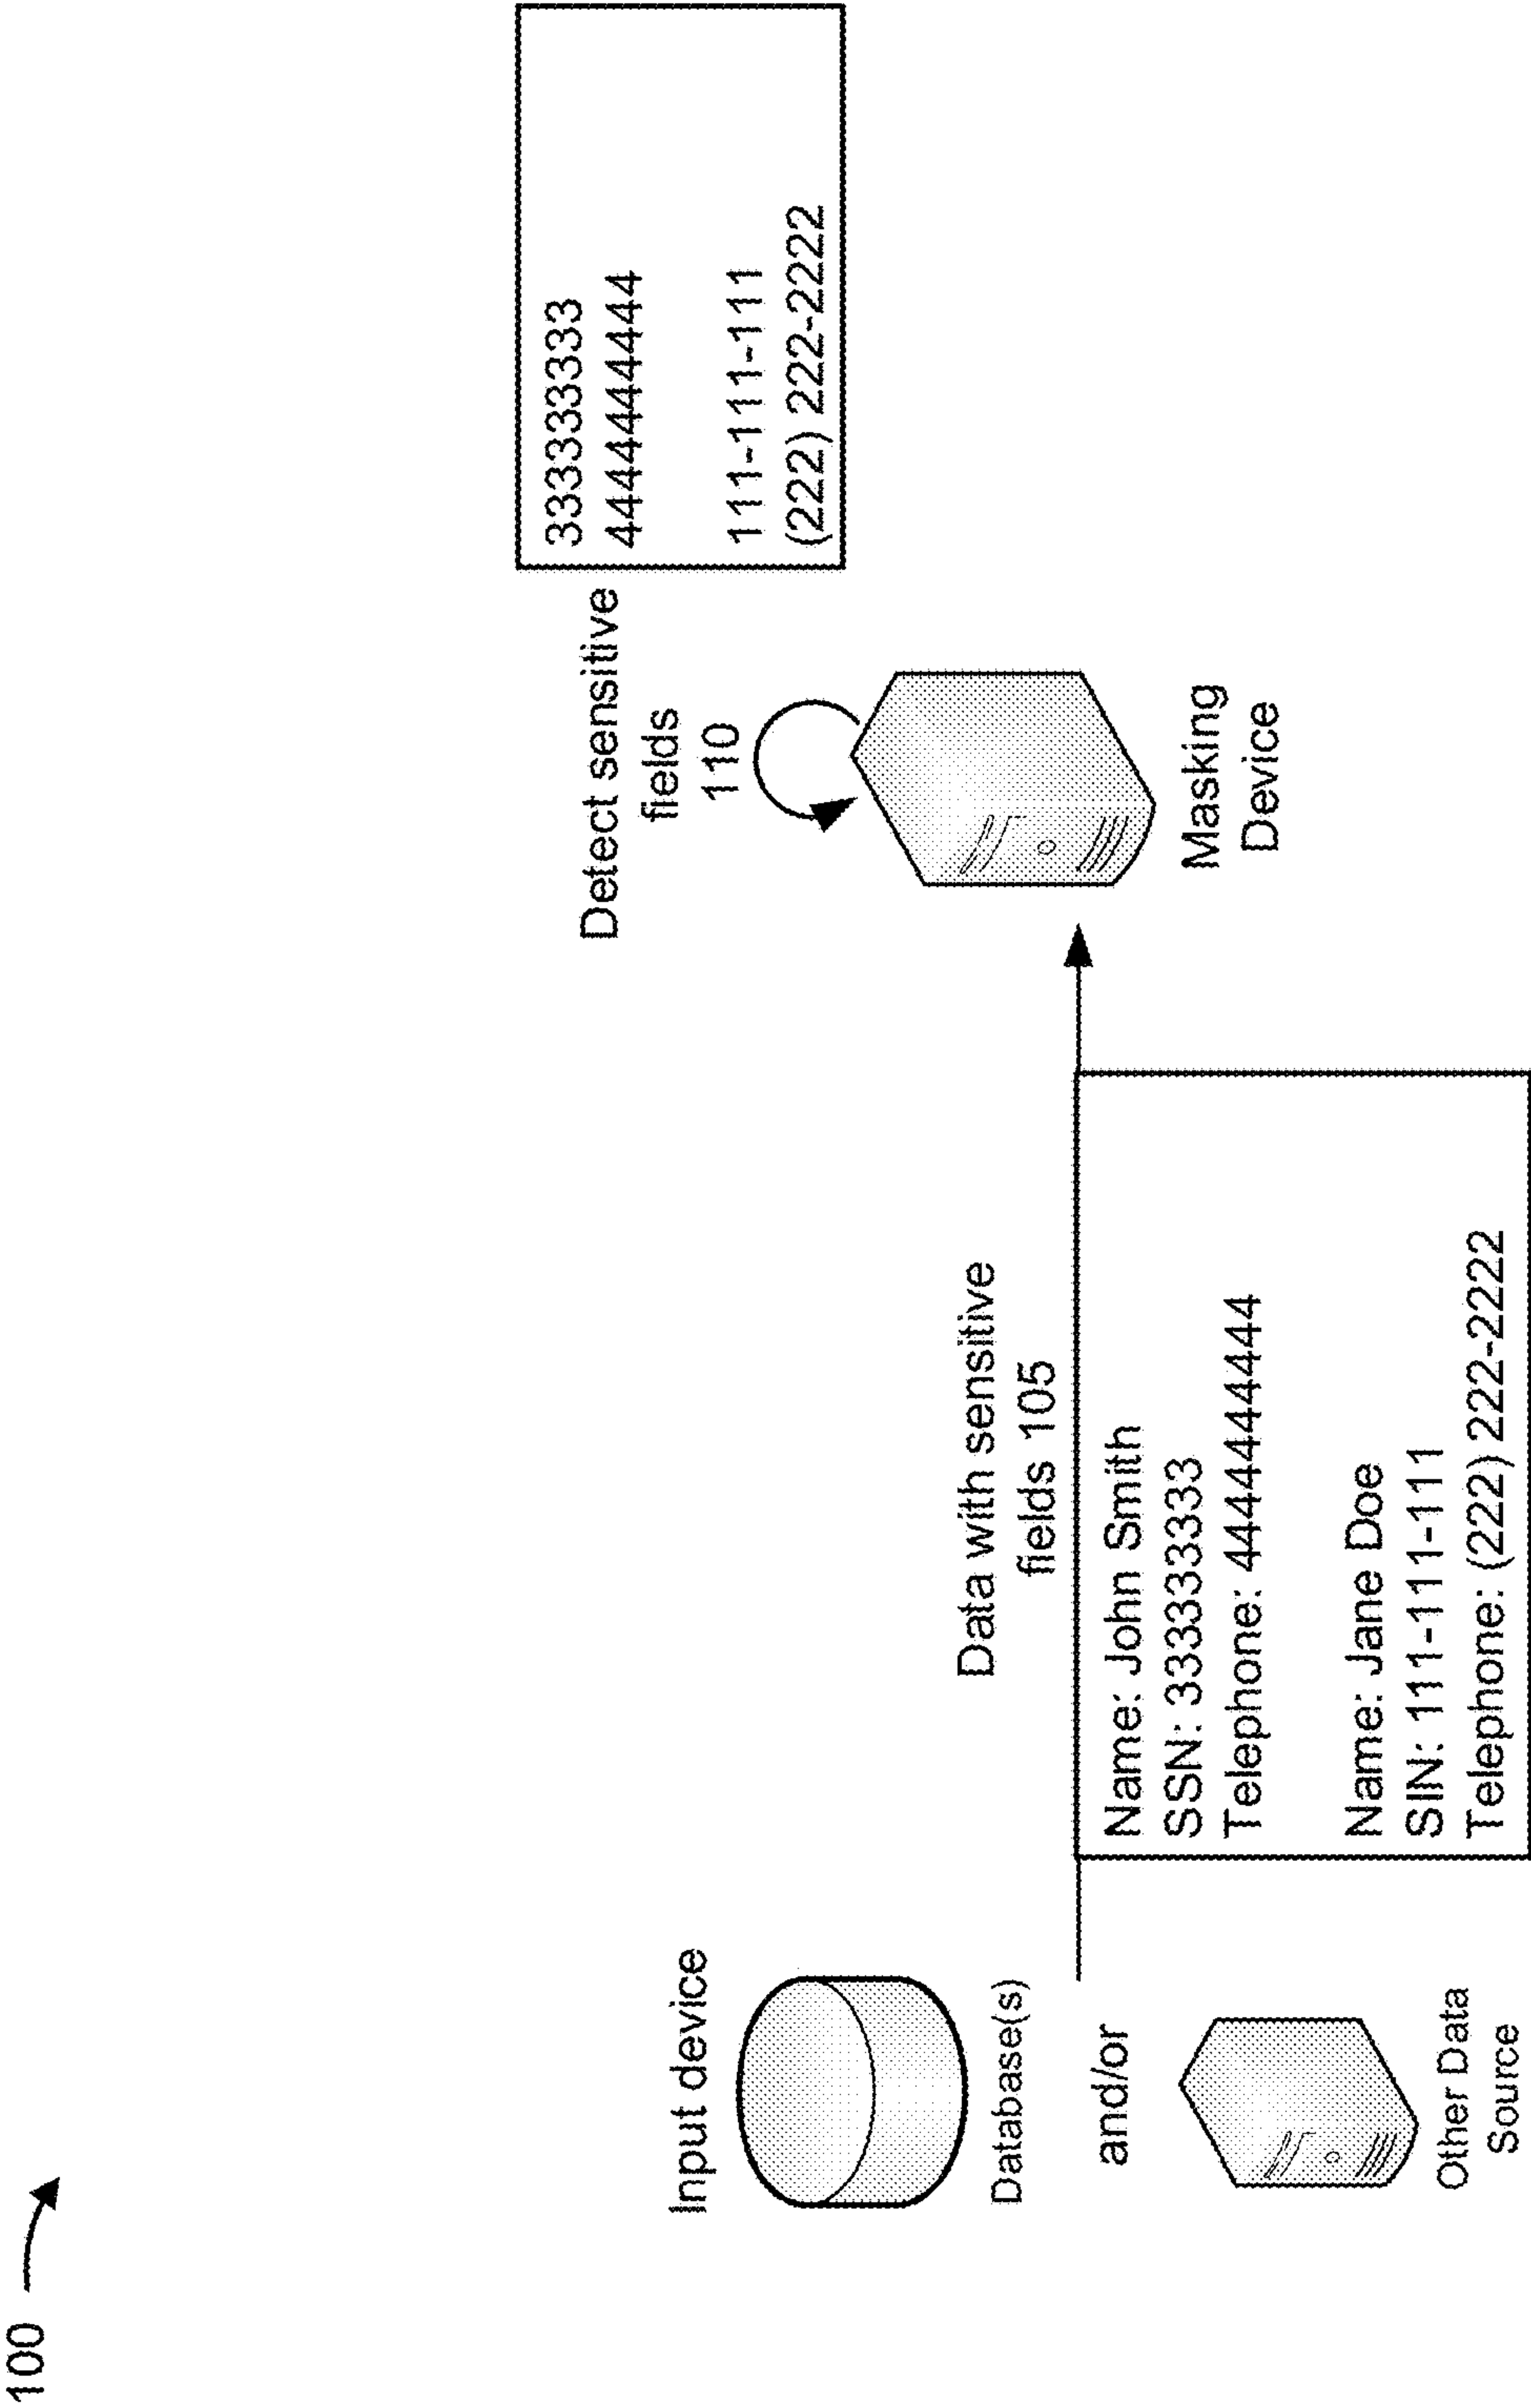 100
Input device
Database(s)
and/or
Other Data
Source
Data with sensitive
fields 105
Name: John Smith
SSN: 333333333
Telephone: 4444444444
Name: Jane Doe
SIN: 111-111-111
Telephone: (222) 222-2222
Detect sensitive
fields
110
Masking
Device
333333333
4444444444
111-111-111
(222) 222-2222